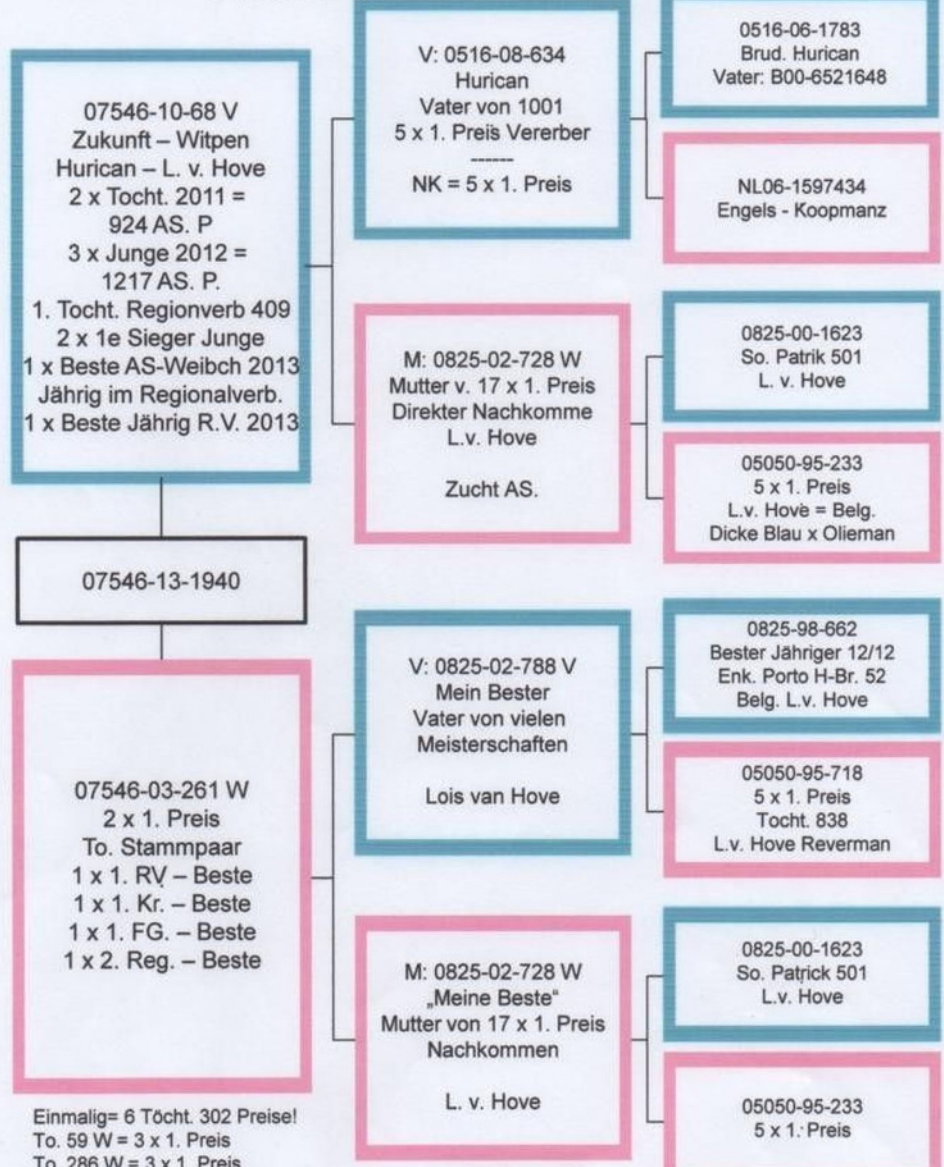 07546-10-68 V
Zukunft – Witpen
Hurican – L. v. Hove
2 x Tocht. 2011 =
924 AS. P
3 x Junge 2012 =
1217 AS. P.
1. Tocht. Regionverb 409
2 x 1e Sieger Junge
1 x Beste AS-Weibch 2013
Jährig im Regionalverb.
1 x Beste Jährig R.V. 2013
07546-13-1940
07546-03-261 W
2 x 1. Preis
To. Stammpaar
1 x 1. RV – Beste
1 x 1. Kr. – Beste
1 x 1. FG. – Beste
1 x 2. Reg. – Beste
Einmalig= 6 Töcht. 302 Preise!
To. 59 W = 3 x 1. Preis
To. 286 W = 3 x 1. Preis
V: 0516-08-634
Hurican
Vater von 1001
5 x 1. Preis Vererber
------
NK = 5 x 1. Preis
M: 0825-02-728 W
Mutter v. 17 x 1. Preis
Direkter Nachkomme
L.v. Hove
Zucht AS.
V: 0825-02-788 V
Mein Bester
Vater von vielen
Meisterschaften
Lois van Hove
M: 0825-02-728 W
„Meine Beste“
Mutter von 17 x 1. Preis
Nachkommen
L. v. Hove
0516-06-1783
Brud. Hurican
Vater: B00-6521648
NL06-1597434
Engels - Koopmanz
0825-00-1623
So. Patrik 501
L. v. Hove
05050-95-233
5 x 1. Preis
L.v. Hove = Belg.
Dicke Blau x Olieman
0825-98-662
Bester Jähriger 12/12
Enk. Porto H-Br. 52
Belg. L.v. Hove
05050-95-718
5 x 1. Preis
Tocht. 838
L.v. Hove Reverman
0825-00-1623
So. Patrick 501
L.v. Hove
05050-95-233
5 x 1. Preis